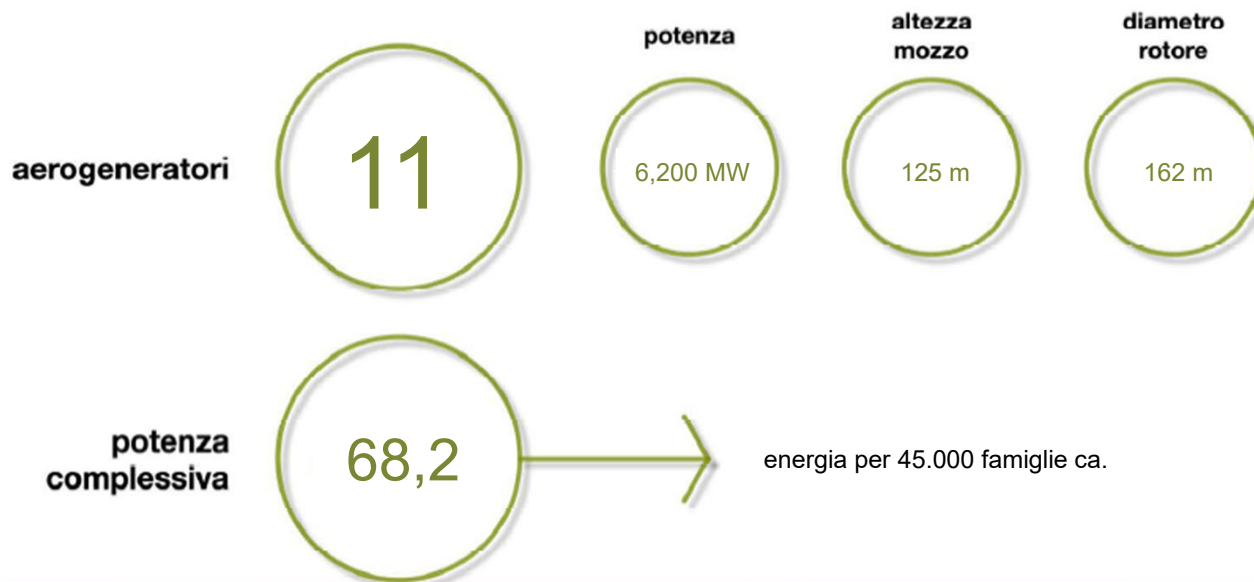 aerogeneratori
11
potenza
6,200 MW
altezza
mozzo
125 m
diametro
rotore
162 m
potenza
complessiva
68,2
energia per 45.000 famiglie ca.